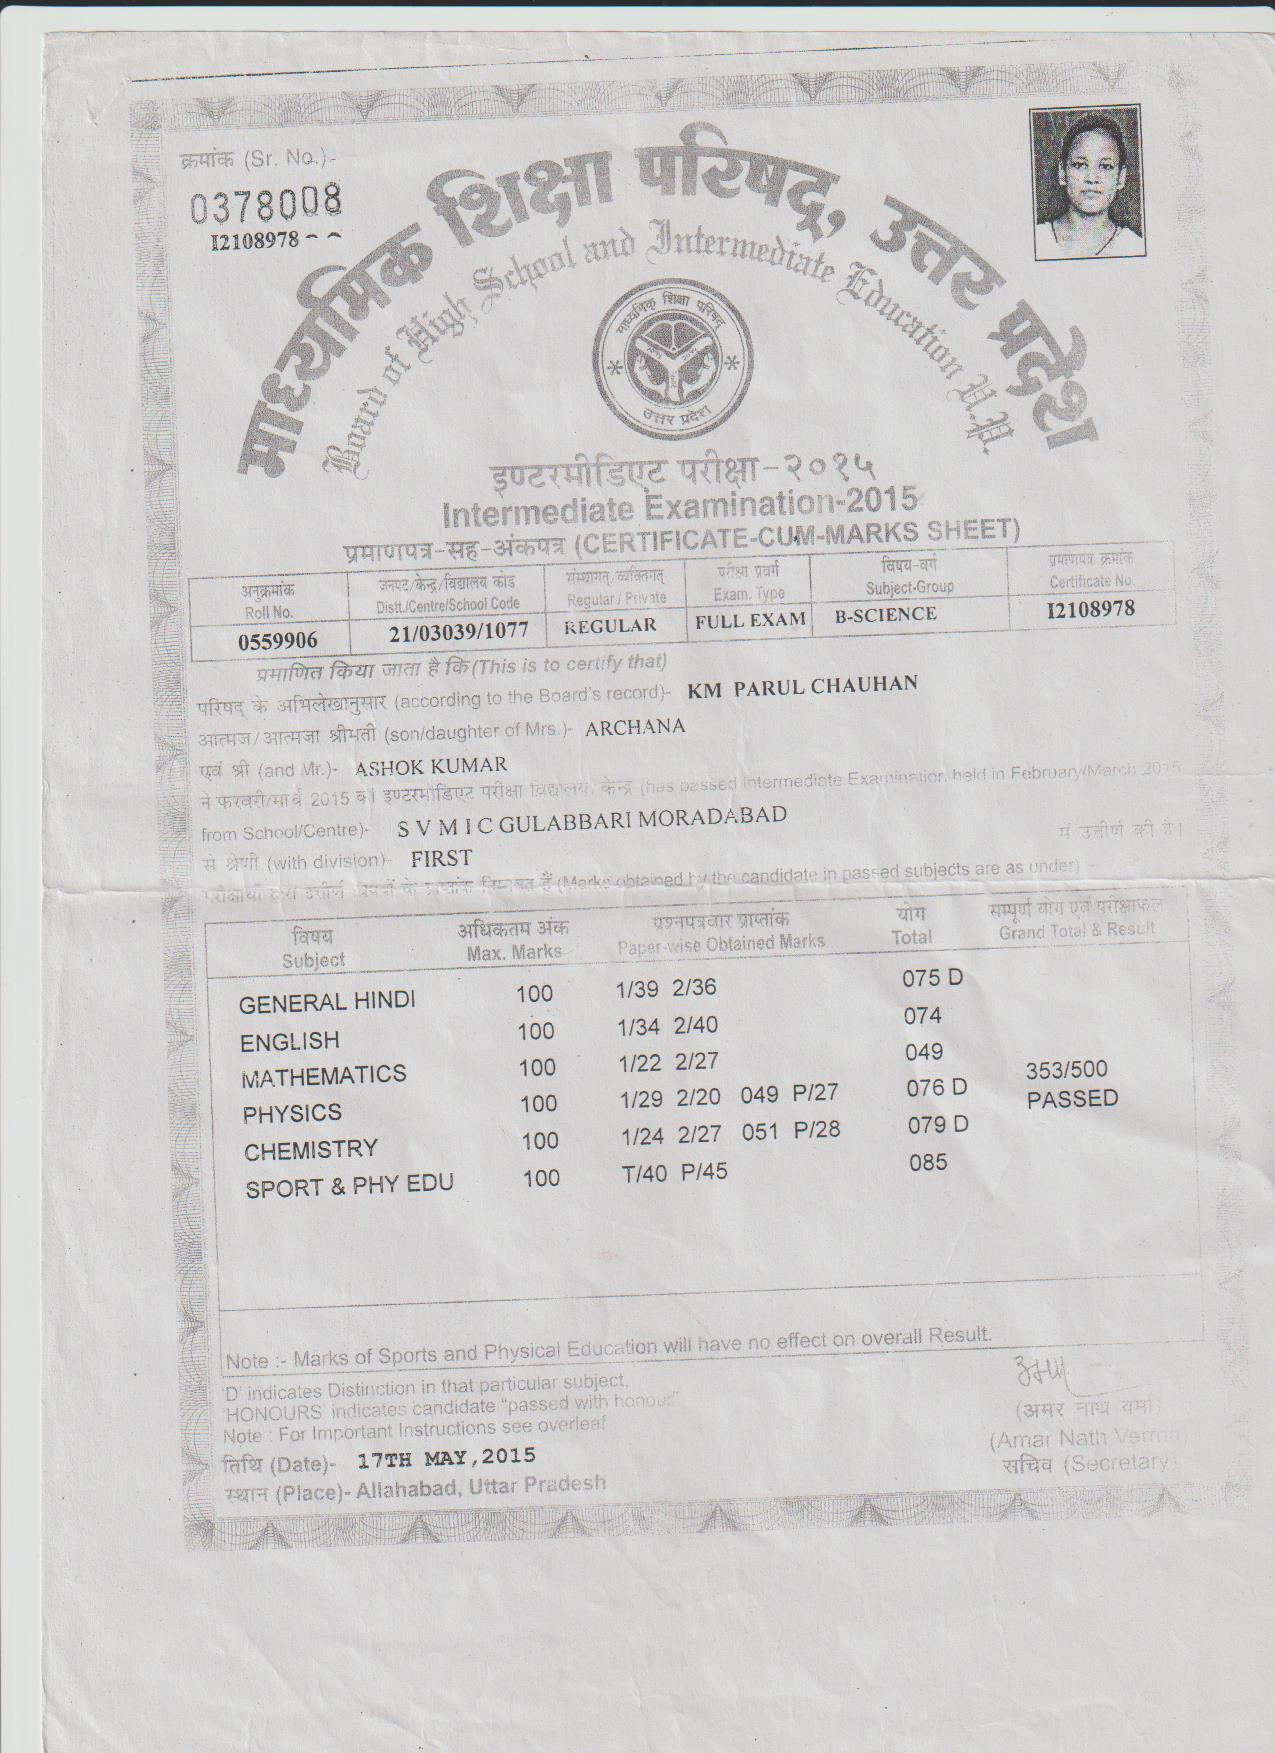 क्रमांक (Sr. No.)-
0378008
I2108978
माध्यमिक शिक्षा परिषद्, उत्तर प्रदेश
Board of High School and Intermediate Education U.P.
माध्यमिक शिक्षा परिषद्
उत्तर प्रदेश
इण्टरमीडिएट परीक्षा-२०१५
Intermediate Examination-2015
प्रमाणपत्र-सह-अंकपत्र (CERTIFICATE-CUM-MARKS SHEET)
अनुक्रमांक जनपद/केन्द्र/विद्यालय कोड संस्थागत/व्यक्तिगत परीक्षा प्रवर्ग विषय-वर्ग प्रमाणपत्र क्रमांक
Roll No. Distt./Centre/School Code Regular / Private Exam. Type Subject-Group Certificate No.
0559906 21/03039/1077 REGULAR FULL EXAM B-SCIENCE I2108978
प्रमाणित किया जाता है कि (This is to certify that)
परिषद् के अभिलेखानुसार (according to the Board's record)- KM PARUL CHAUHAN
आत्मज/आत्मजा श्रीमती (son/daughter of Mrs.)- ARCHANA
एवं श्री (and Mr.)- ASHOK KUMAR
ने फरवरी/मार्च 2015 की इण्टरमीडिएट परीक्षा विद्यालय/केन्द्र (has passed Intermediate Examination held in February/March 2015
from School/Centre)- S V M I C GULABBARI MORADABAD में उत्तीर्ण की है।
से श्रेणी (with division)- FIRST
परीक्षार्थी द्वारा उत्तीर्ण के प्राप्तांक निम्नवत हैं (Marks obtained by the candidate in passed subjects are as under) -
विषय अधिकतम अंक प्रश्नपत्रवार प्राप्तांक योग सम्पूर्ण योग एवं परीक्षाफल
Subject Max. Marks Paper-wise Obtained Marks Total Grand Total & Result
GENERAL HINDI 100 1/39 2/36 075 D
ENGLISH 100 1/34 2/40 074
MATHEMATICS 100 1/22 2/27 049 353/500
PHYSICS 100 1/29 2/20 049 P/27 076 D PASSED
CHEMISTRY 100 1/24 2/27 051 P/28 079 D
SPORT & PHY EDU 100 T/40 P/45 085
Note :- Marks of Sports and Physical Education will have no effect on overall Result.
'D' indicates Distinction in that particular subject,
'HONOURS' indicates candidate "passed with honour"
Note : For Important Instructions see overleaf
(अमर नाथ वर्मा)
(Amar Nath Verma)
सचिव (Secretary)
तिथि (Date)- 17TH MAY,2015
स्थान (Place)- Allahabad, Uttar Pradesh